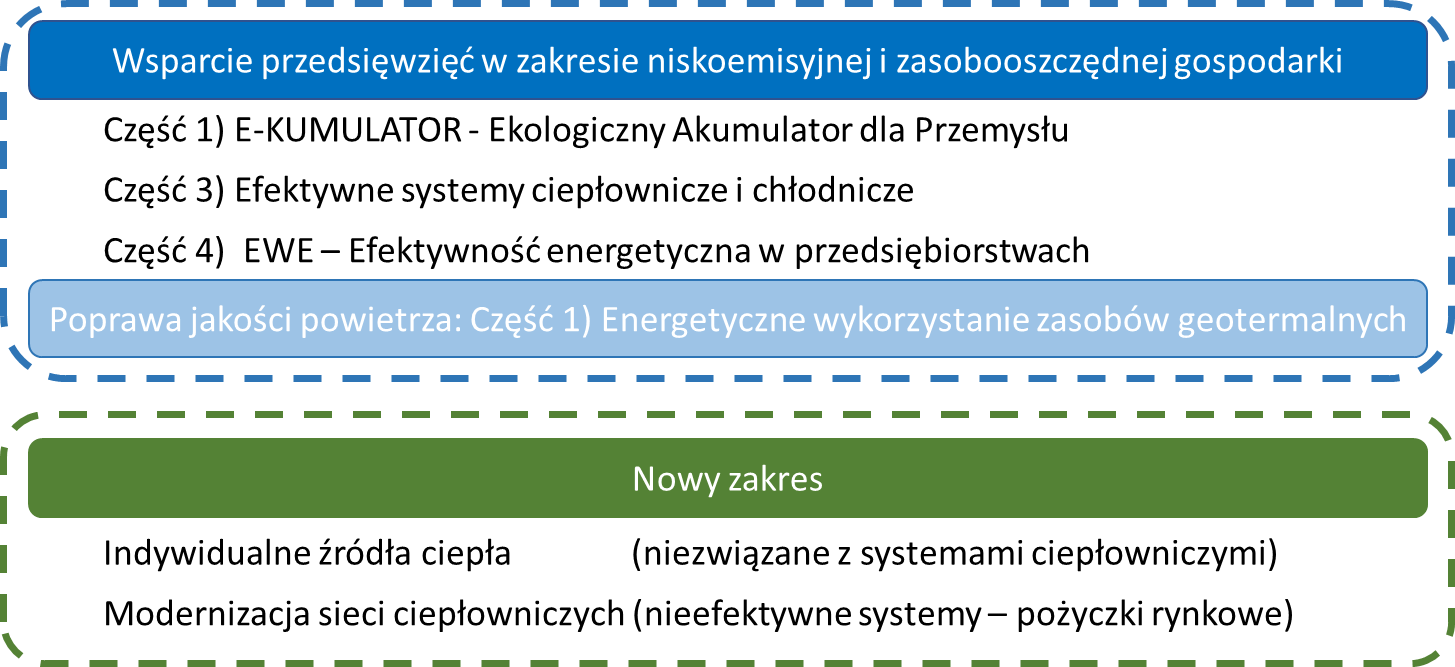 Wsparcie przedsięwzięć w zakresie niskoemisyjnej i zasobooszczędnej gospodarki
Część 1) E-KUMULATOR - Ekologiczny Akumulator dla Przemysłu
Część 3) Efektywne systemy ciepłownicze i chłodnicze
Część 4)  EWE – Efektywność energetyczna w przedsiębiorstwach
Poprawa jakości powietrza: Część 1) Energetyczne wykorzystanie zasobów geotermalnych
Nowy zakres
Indywidualne źródła ciepła (niezwiązane z systemami ciepłowniczymi)
Modernizacja sieci ciepłowniczych (nieefektywne systemy – pożyczki rynkowe)